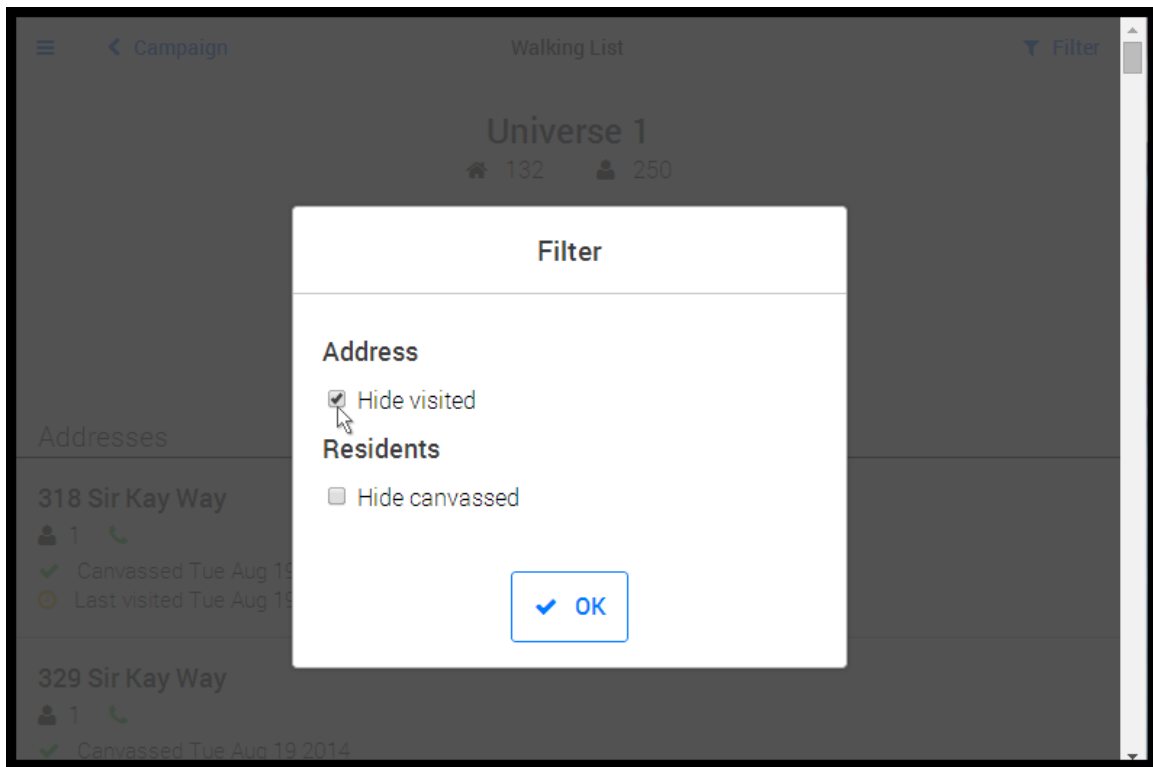 Campaign Walking List Filter
Universe 1
132 250
Filter
Address
Hide visited
Addresses
Residents
318 Sir Kay Way
Hide canvassed
1
Canvassed Tue Aug 19
Last visited Tue Aug 19
OK
329 Sir Kay Way
1
Canvassed Tue Aug 19 2014